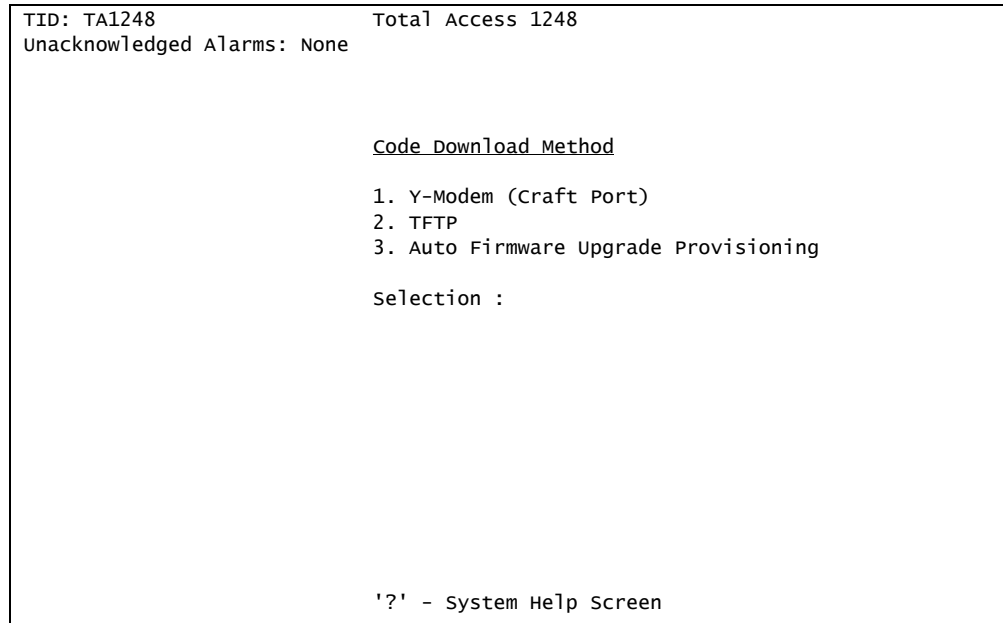 TID: TA1248 Total Access 1248
Unacknowledged Alarms: None
Code Download Method
1. Y-Modem (Craft Port)
2. TFTP
3. Auto Firmware Upgrade Provisioning
Selection :
'?' - System Help Screen